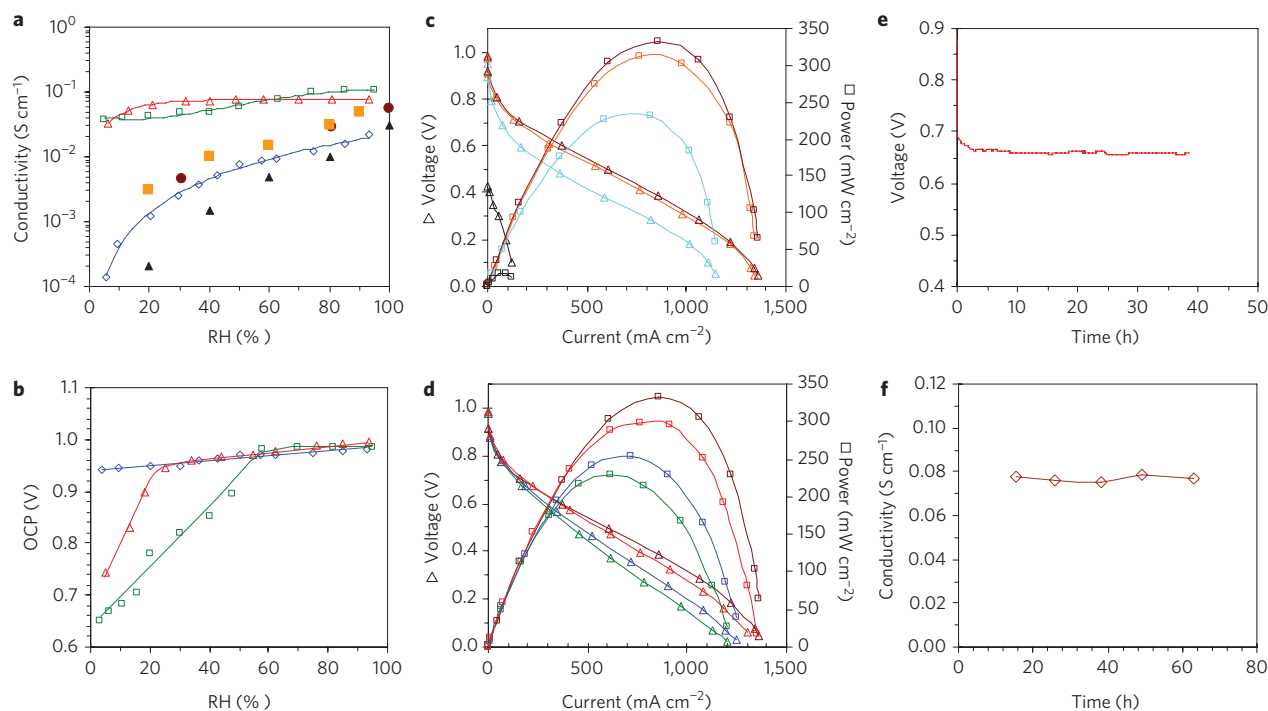 a
10⁰
10⁻¹
10⁻²
10⁻³
10⁻⁴
Conductivity (S cm⁻¹)
0 20 40 60 80 100
RH (%)
b
1.1
1.0
0.9
0.8
0.7
0.6
OCP (V)
0 20 40 60 80 100
RH (%)
c
1.0
0.8
0.6
0.4
0.2
0.0
△ Voltage (V)
350
300
250
200
150
100
50
0
□ Power (mW cm⁻²)
0 500 1,000 1,500
Current (mA cm⁻²)
d
1.0
0.8
0.6
0.4
0.2
0.0
△ Voltage (V)
350
300
250
200
150
100
50
0
□ Power (mW cm⁻²)
0 500 1,000 1,500
Current (mA cm⁻²)
e
0.9
0.8
0.7
0.6
0.5
0.4
Voltage (V)
0 10 20 30 40 50
Time (h)
f
0.12
0.10
0.08
0.06
0.04
0.02
0.00
Conductivity (S cm⁻¹)
0 20 40 60 80
Time (h)